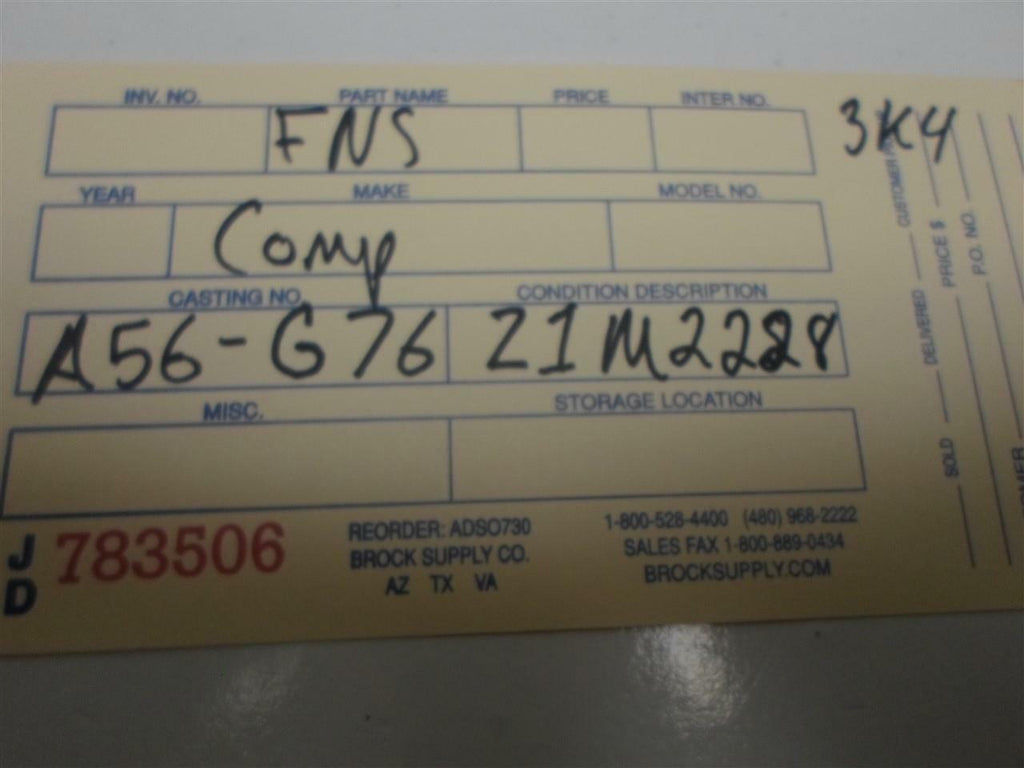 INV. NO. PART NAME PRICE INTER NO.
FNS 3K4
YEAR MAKE MODEL NO.
Comp
CASTING NO. CONDITION DESCRIPTION
A56-G76 Z1M2228
MISC. STORAGE LOCATION
JD 783506
REORDER: ADSO730
BROCK SUPPLY CO.
AZ TX VA
1-800-528-4400 (480) 968-2222
SALES FAX 1-800-889-0434
BROCKSUPPLY.COM
CUSTOMER
DELIVERED
PRICE $
P.O. NO.
SOLD